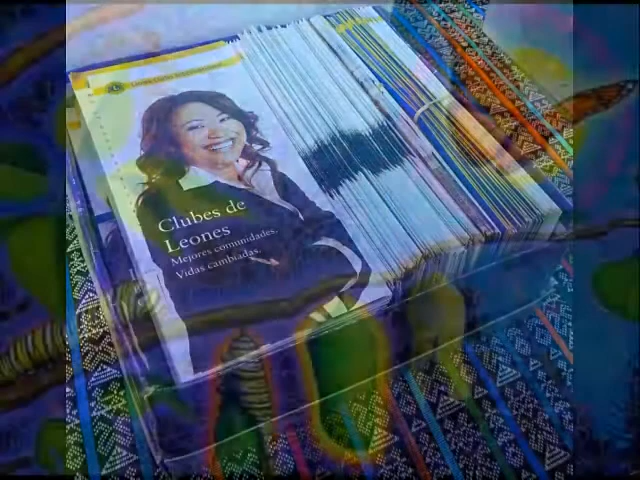 Clubes de
Leones
Mejores comunidades.
Vidas cambiadas.